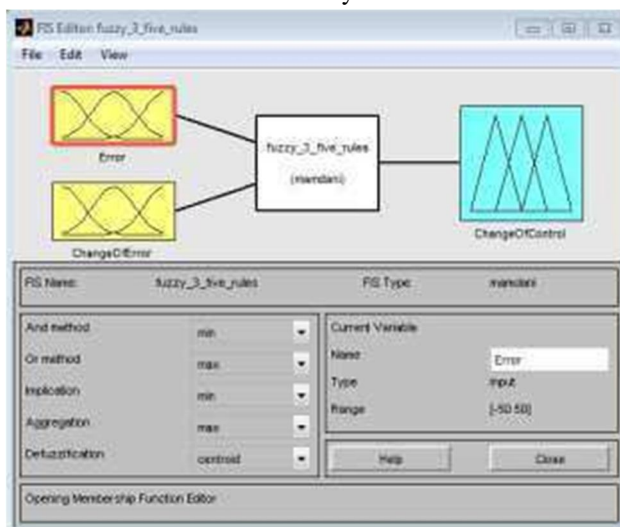 FIS Editor: fuzzy_3_five_rules
File Edit View
Error
fuzzy_3_five_rules
(mamdani)
ChangeOfError
ChangeOfControl
FIS Name: fuzzy_3_five_rules FIS Type: mamdani
And method min
Or method max
Implication min
Aggregation max
Defuzzification centroid
Current Variable
Name Error
Type input
Range [-50 50]
Help Close
Opening Membership Function Editor